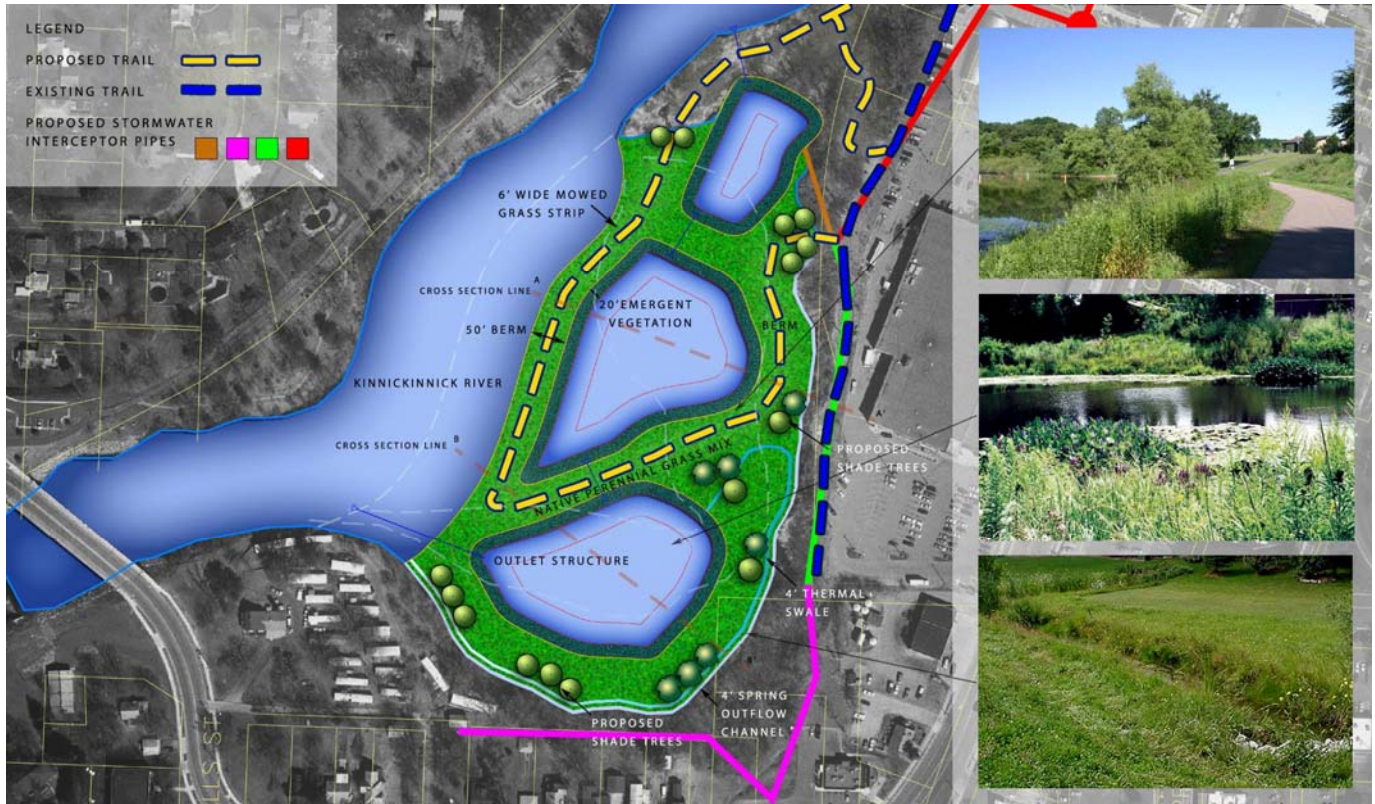 LEGEND
PROPOSED TRAIL
EXISTING TRAIL
PROPOSED STORMWATER
INTERCEPTOR PIPES
6' WIDE MOWED
GRASS STRIP
A
CROSS SECTION LINE
20'EMERGENT
VEGETATION
50' BERM
BERM
KINNICKINNICK RIVER
A'
B
CROSS SECTION LINE
PROPOSED
SHADE TREES
NATIVE PERENNIAL GRASS MIX
OUTLET STRUCTURE
4' THERMAL
SWALE
4' SPRING
OUTFLOW
CHANNEL
PROPOSED
SHADE TREES